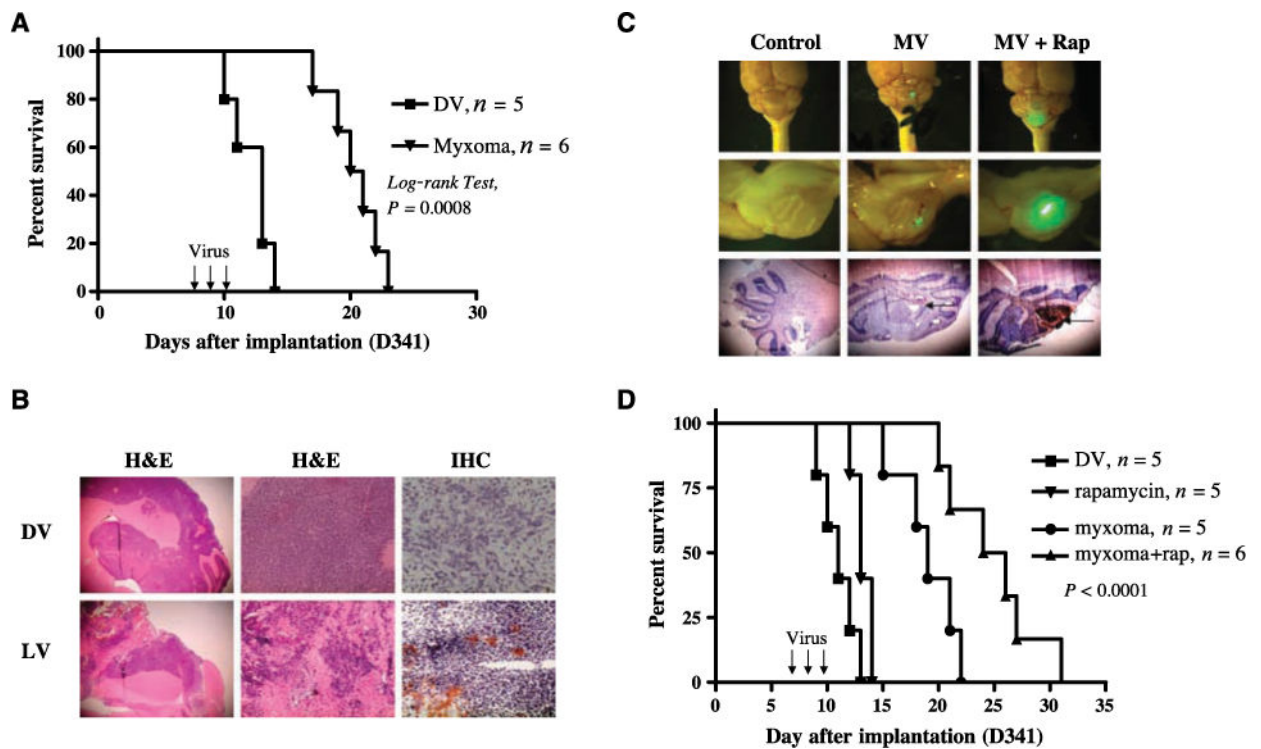 A
100
80
60
40
20
0
Percent survival
DV, n = 5
Myxoma, n = 6
Log-rank Test,
P = 0.0008
Virus
0 10 20 30
Days after implantation (D341)
B
H&E H&E IHC
DV
LV
C
Control MV MV + Rap
D
100
75
50
25
0
Percent survival
DV, n = 5
rapamycin, n = 5
myxoma, n = 5
myxoma+rap, n = 6
P < 0.0001
Virus
0 5 10 15 20 25 30 35
Day after implantation (D341)